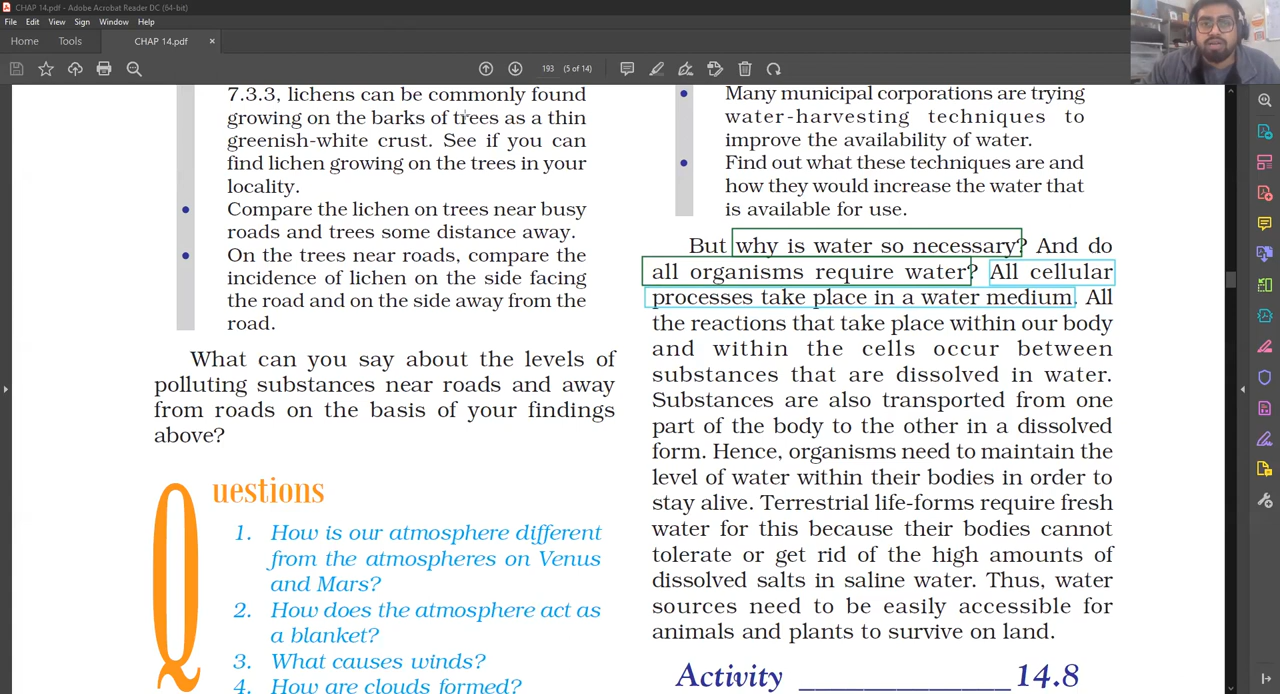 CHAP 14.pdf - Adobe Acrobat Reader DC (64-bit)
File Edit View Sign Window Help
Home Tools CHAP 14.pdf ×
193 (5 of 14)
7.3.3, lichens can be commonly found
growing on the barks of trees as a thin
greenish-white crust. See if you can
find lichen growing on the trees in your
locality.
• Compare the lichen on trees near busy
roads and trees some distance away.
• On the trees near roads, compare the
incidence of lichen on the side facing
the road and on the side away from the
road.
What can you say about the levels of
polluting substances near roads and away
from roads on the basis of your findings
above?
Questions
1. How is our atmosphere different
from the atmospheres on Venus
and Mars?
2. How does the atmosphere act as
a blanket?
3. What causes winds?
4. How are clouds formed?
• Many municipal corporations are trying
water-harvesting techniques to
improve the availability of water.
• Find out what these techniques are and
how they would increase the water that
is available for use.
But why is water so necessary? And do
all organisms require water? All cellular
processes take place in a water medium. All
the reactions that take place within our body
and within the cells occur between
substances that are dissolved in water.
Substances are also transported from one
part of the body to the other in a dissolved
form. Hence, organisms need to maintain the
level of water within their bodies in order to
stay alive. Terrestrial life-forms require fresh
water for this because their bodies cannot
tolerate or get rid of the high amounts of
dissolved salts in saline water. Thus, water
sources need to be easily accessible for
animals and plants to survive on land.
Activity ______________ 14.8